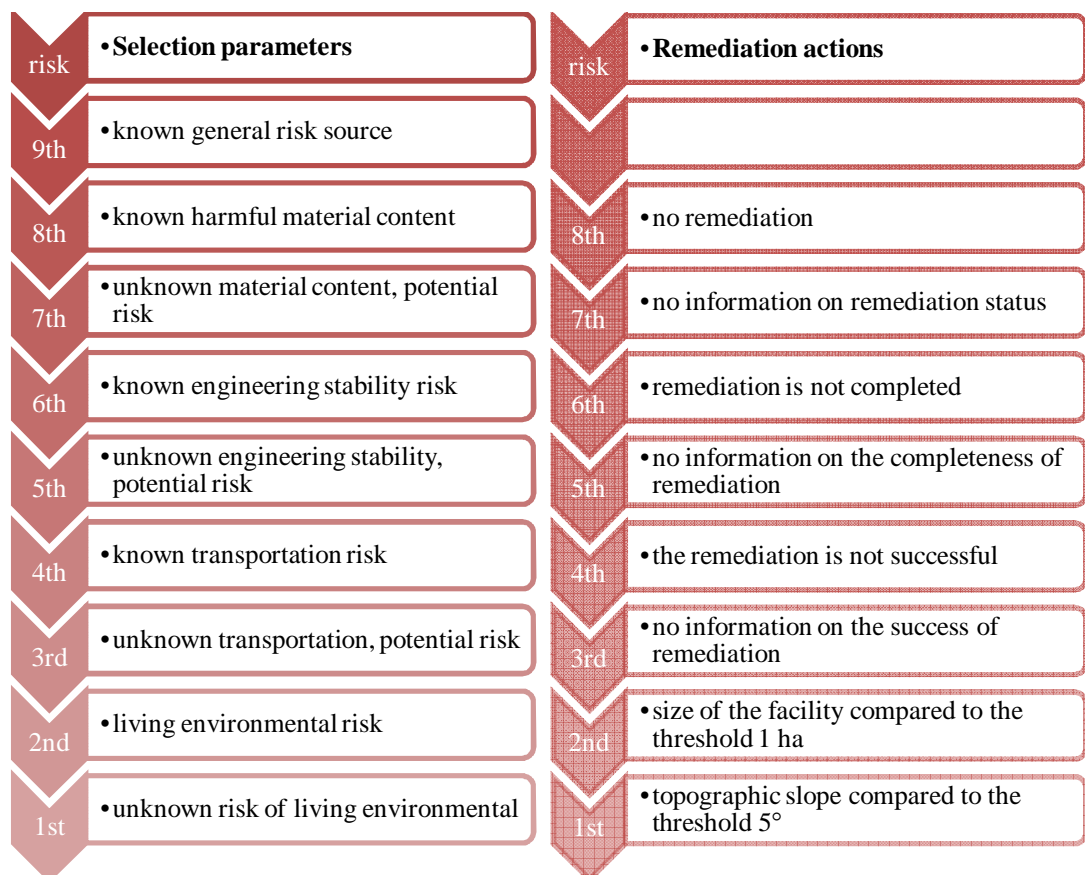 risk
•Selection parameters
9th
•known general risk source
8th
•known harmful material content
7th
•unknown material content, potential
risk
6th
•known engineering stability risk
5th
•unknown engineering stability,
potential risk
4th
•known transportation risk
3rd
•unknown transportation, potential risk
2nd
•living environmental risk
1st
•unknown risk of living environmental
risk
•Remediation actions
8th
•no remediation
7th
•no information on remediation status
6th
•remediation is not completed
5th
•no information on the completeness of
remediation
4th
•the remediation is not successful
3rd
•no information on the success of
remediation
2nd
•size of the facility compared to the
threshold 1 ha
1st
•topographic slope compared to the
threshold 5°